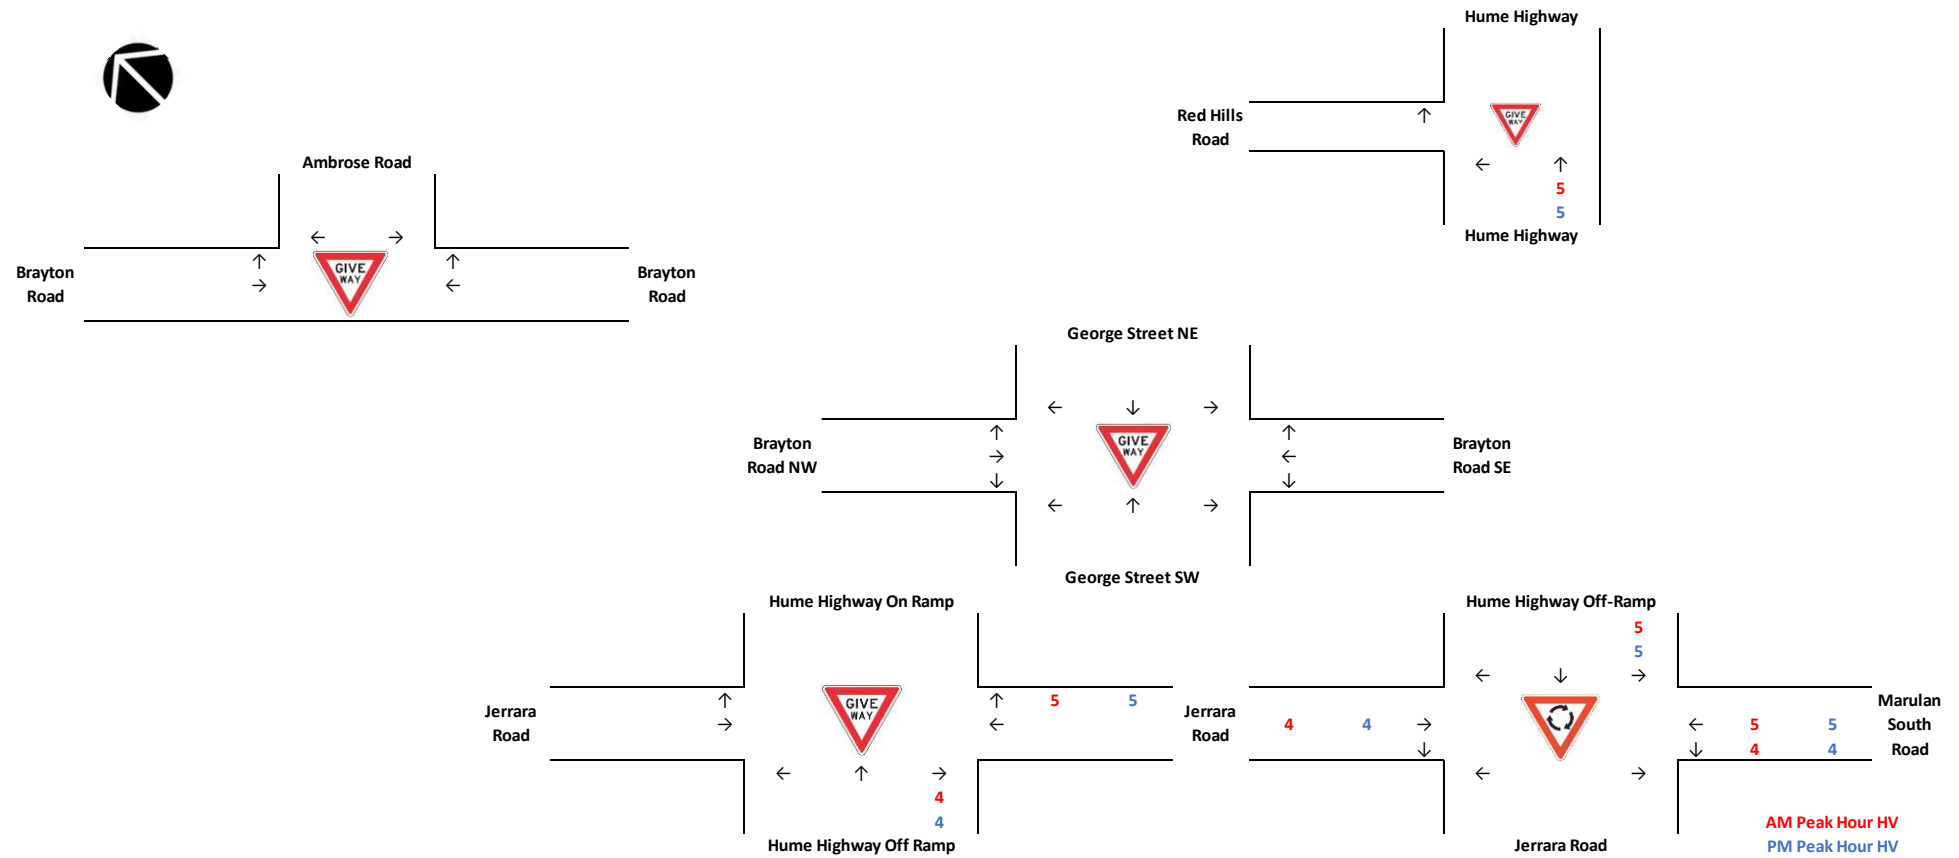 Hume Highway
Red Hills
Road
↑
GIVE
WAY
← ↑
5
5
Hume Highway
Ambrose Road
← →
Brayton
Road
↑
→
GIVE
WAY
↑
←
Brayton
Road
George Street NE
← ↓ →
Brayton
Road NW
↑
→
↓
GIVE
WAY
↑
←
↓
Brayton
Road SE
← ↑ →
George Street SW
Hume Highway On Ramp
Jerrara
Road
↑
→
GIVE
WAY
↑ 5 5
←
← ↑ →
4
4
Hume Highway Off Ramp
Hume Highway Off-Ramp
5
5
← ↓ →
Jerrara
Road
4 4 →
↓
← 5 5
↓ 4 4
Marulan
South
Road
← →
Jerrara Road
AM Peak Hour HV
PM Peak Hour HV